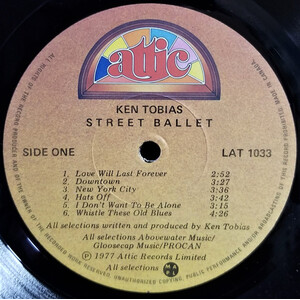 attic
KEN TOBIAS
STREET BALLET
SIDE ONE
LAT 1033
1. Love Will Last Forever 2:52
2. Downtown 3:27
3. New York City 3:36
4. Hats Off 3:42
5. I Don't Want To Be Alone 3:15
6. Whistle These Old Blues 4:26
All selections written and produced by Ken Tobias
All selections Abovewater Music/
Gloosecap Music/PROCAN
Ⓟ 1977 Attic Records Limited
All selections